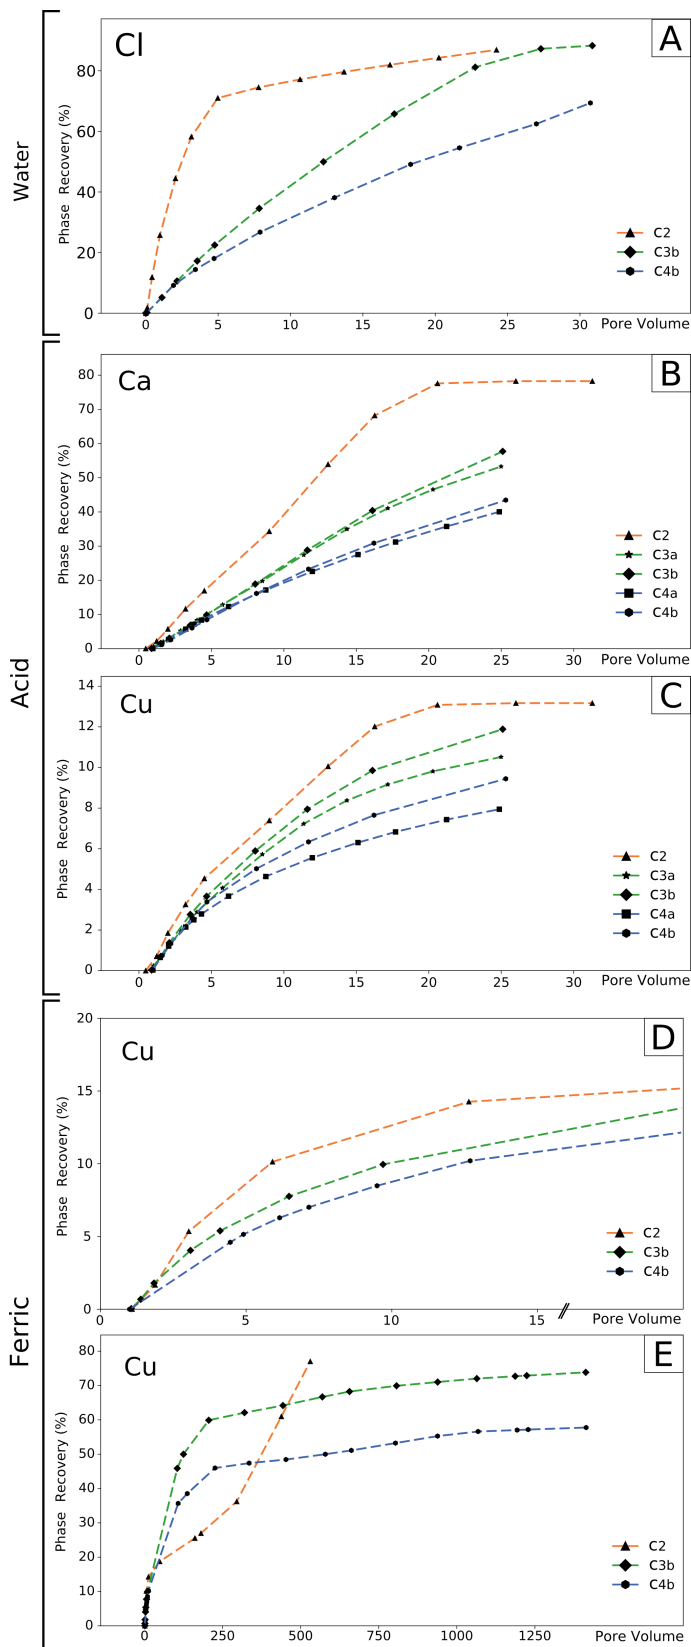 Water
Cl
A
Phase Recovery (%)
80
60
40
20
0
C2
C3b
C4b
0 5 10 15 20 25 30 Pore Volume
Acid
Ca
B
Phase Recovery (%)
80
70
60
50
40
30
20
10
0
C2
C3a
C3b
C4a
C4b
0 5 10 15 20 25 30 Pore Volume
Cu
C
Phase Recovery (%)
14
12
10
8
6
4
2
0
C2
C3a
C3b
C4a
C4b
0 5 10 15 20 25 30 Pore Volume
Ferric
Cu
D
Phase Recovery (%)
20
15
10
5
0
C2
C3b
C4b
0 5 10 15 // Pore Volume
Cu
E
Phase Recovery (%)
80
70
60
50
40
30
20
10
0
C2
C3b
C4b
0 250 500 750 1000 1250 Pore Volume